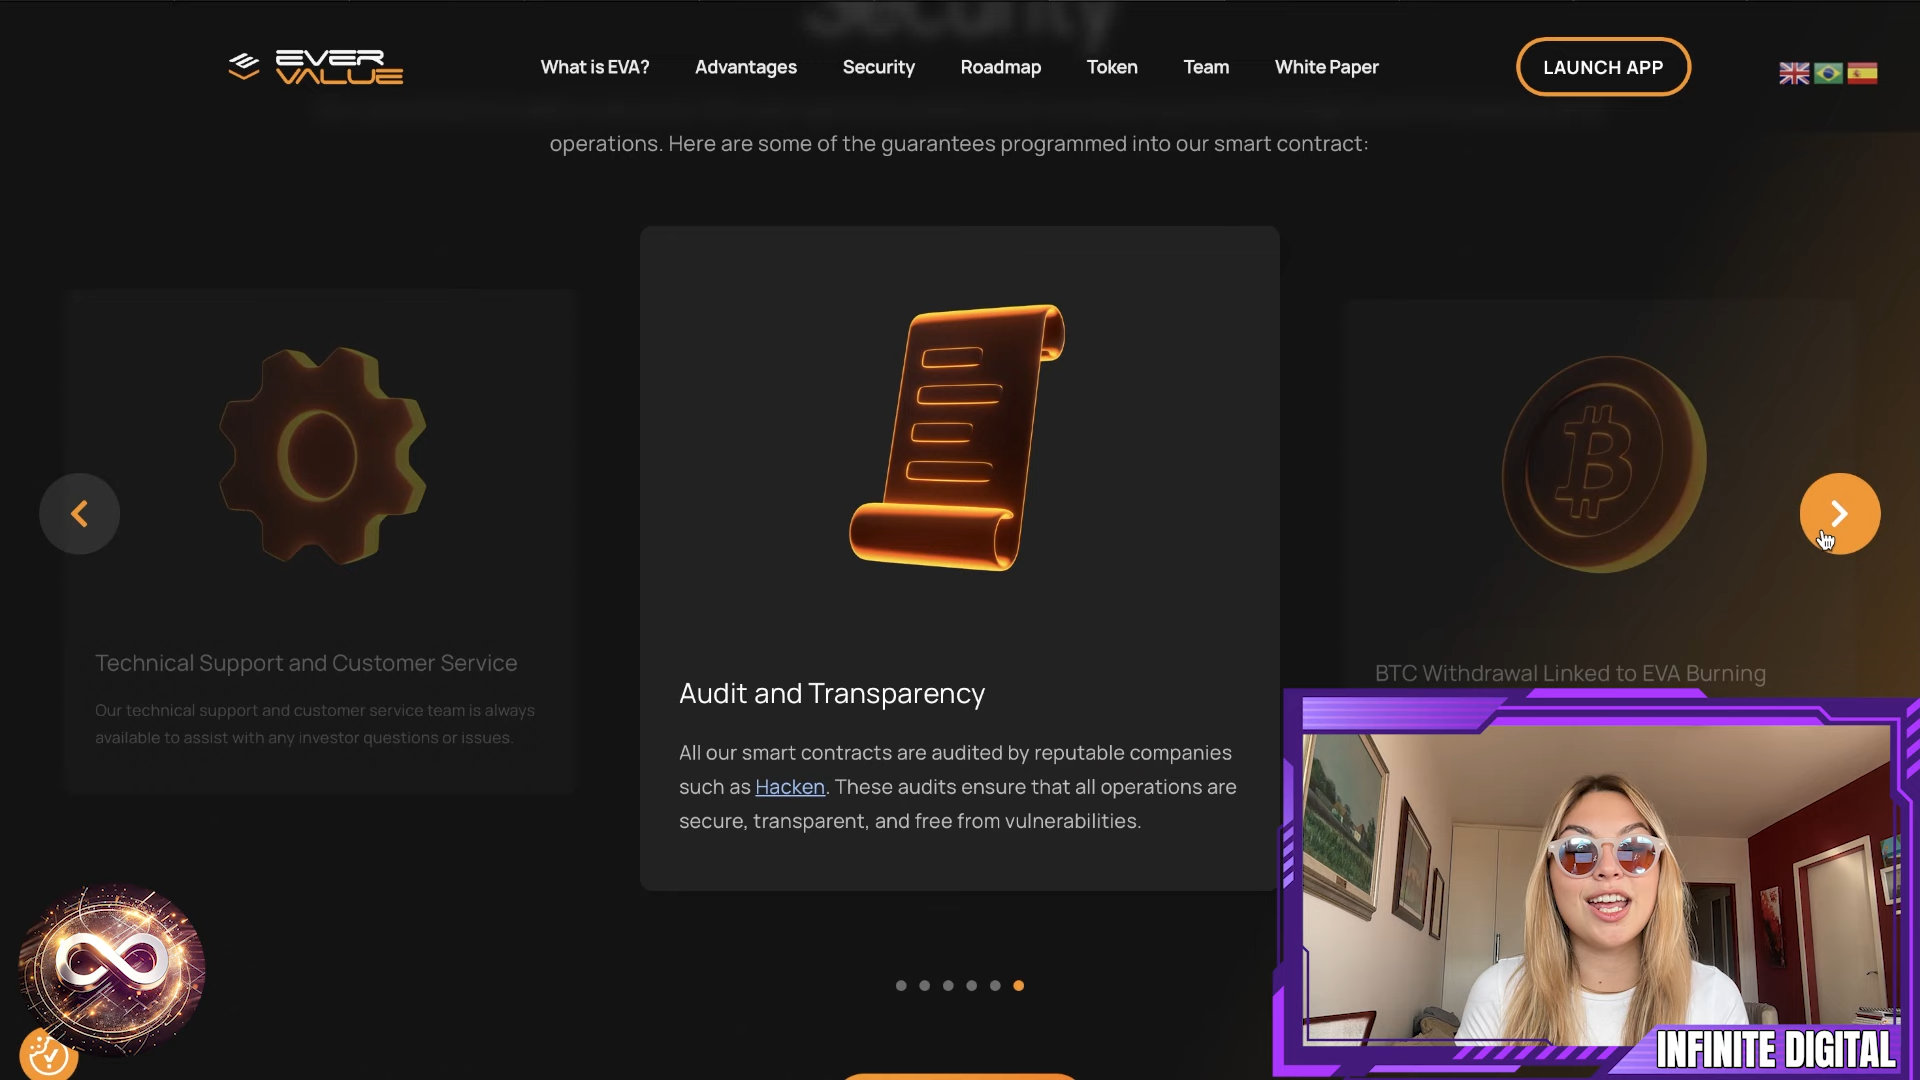 Security
EVER
VALUE
What is EVA?
Advantages
Security
Roadmap
Token
Team
White Paper
LAUNCH APP
operations. Here are some of the guarantees programmed into our smart contract:
Technical Support and Customer Service
Our technical support and customer service team is always
available to assist with any investor questions or issues.
Audit and Transparency
All our smart contracts are audited by reputable companies
such as Hacken. These audits ensure that all operations are
secure, transparent, and free from vulnerabilities.
BTC Withdrawal Linked to EVA Burning
INFINITE DIGITAL